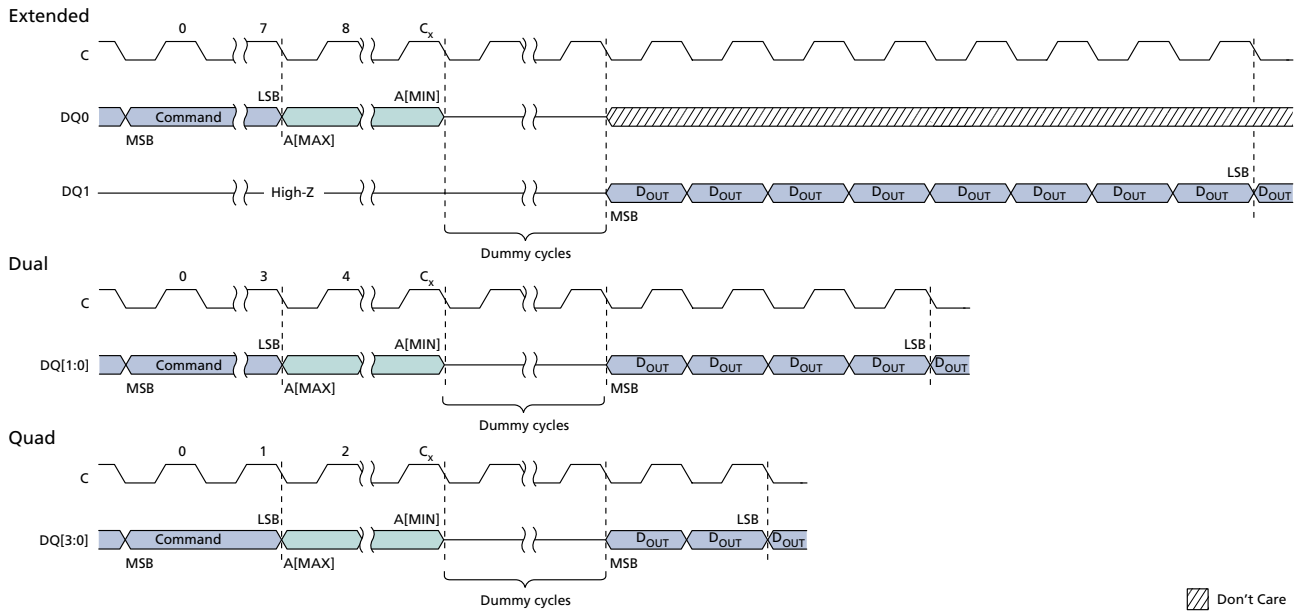 Extended
0 7 8 Cx
C
LSB A[MIN]
DQ0 Command
MSB A[MAX]
LSB
DQ1 High-Z DOUT DOUT DOUT DOUT DOUT DOUT DOUT DOUT DOUT
MSB
Dummy cycles
Dual
0 3 4 Cx
C
LSB A[MIN] LSB
DQ[1:0] Command DOUT DOUT DOUT DOUT DOUT
MSB A[MAX] MSB
Dummy cycles
Quad
0 1 2 Cx
C
LSB A[MIN] LSB
DQ[3:0] Command DOUT DOUT DOUT
MSB A[MAX] MSB
Dummy cycles
Don't Care